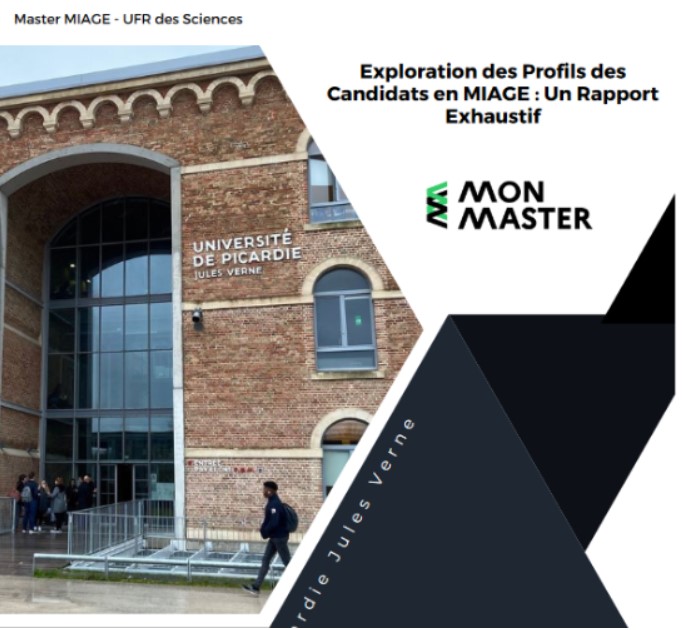 Master MIAGE - UFR des Sciences
Exploration des Profils des
Candidats en MIAGE : Un Rapport
Exhaustif
MON
MASTER
UNIVERSITÉ
DE PICARDIE
JULES VERNE
rdie Jules Verne